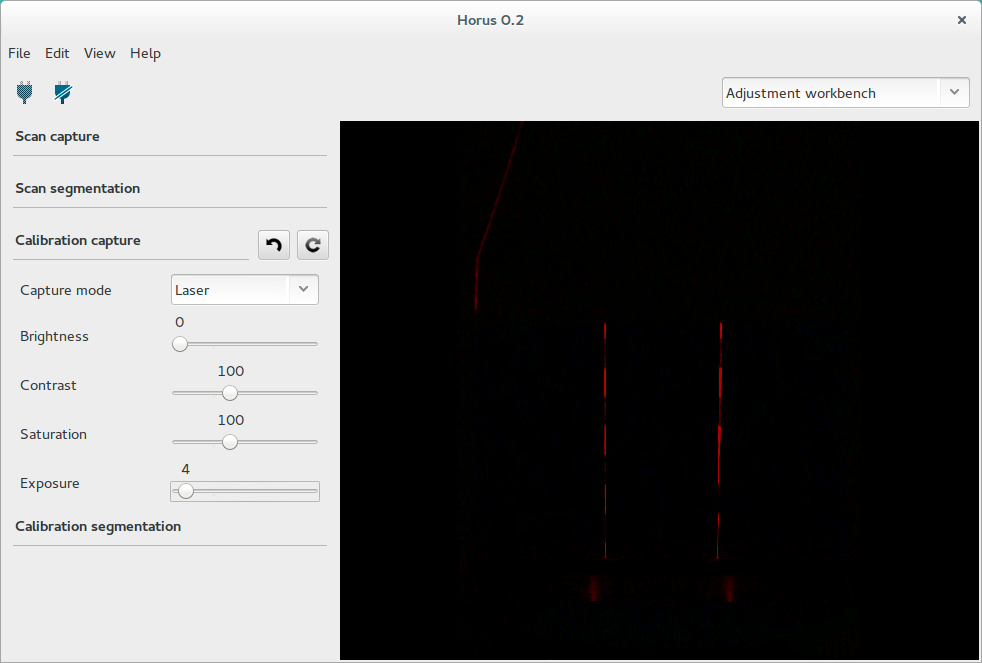 Horus 0.2
File Edit View Help
Adjustment workbench
Scan capture
Scan segmentation
Calibration capture
Capture mode Laser
0
Brightness
100
Contrast
100
Saturation
4
Exposure
Calibration segmentation